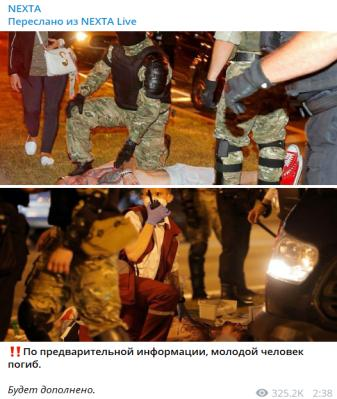 NEXTA
Переслано из NEXTA Live
‼️По предварительной информации, молодой человек
погиб.
Будет дополнено.
325.2K 2:38